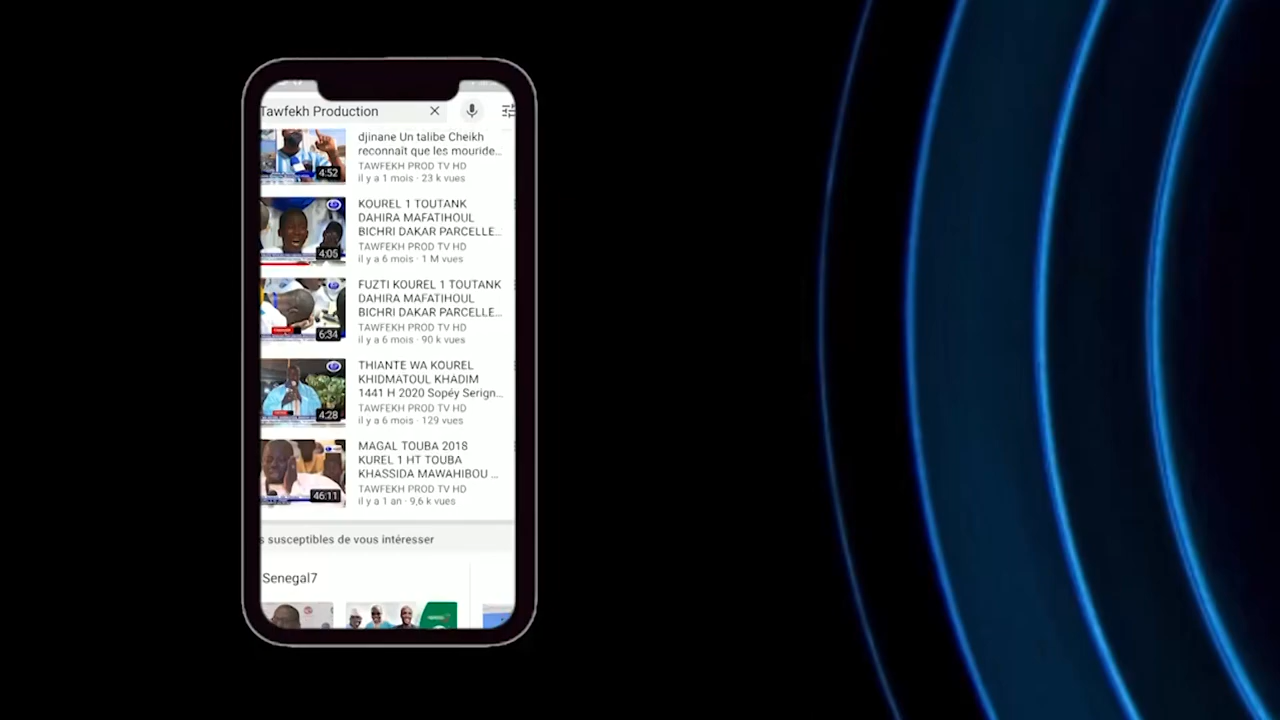 Tawfekh Production
djinane Un talibe Cheikh
reconnaît que les mouride...
TAWFEKH PROD TV HD
il y a 1 mois · 23 k vues
4:52
KOUREL 1 TOUTANK
DAHIRA MAFATIHOUL
BICHRI DAKAR PARCELLE...
TAWFEKH PROD TV HD
il y a 6 mois · 1 M vues
4:05
FUZTI KOUREL 1 TOUTANK
DAHIRA MAFATIHOUL
BICHRI DAKAR PARCELLE...
TAWFEKH PROD TV HD
il y a 6 mois · 90 k vues
6:34
THIANTE WA KOUREL
KHIDMATOUL KHADIM
1441 H 2020 Sopéy Serign...
TAWFEKH PROD TV HD
il y a 6 mois · 129 vues
4:28
MAGAL TOUBA 2018
KUREL 1 HT TOUBA
KHASSIDA MAWAHIBOU ...
TAWFEKH PROD TV HD
il y a 1 an · 9,6 k vues
46:11
s susceptibles de vous intéresser
Senegal7